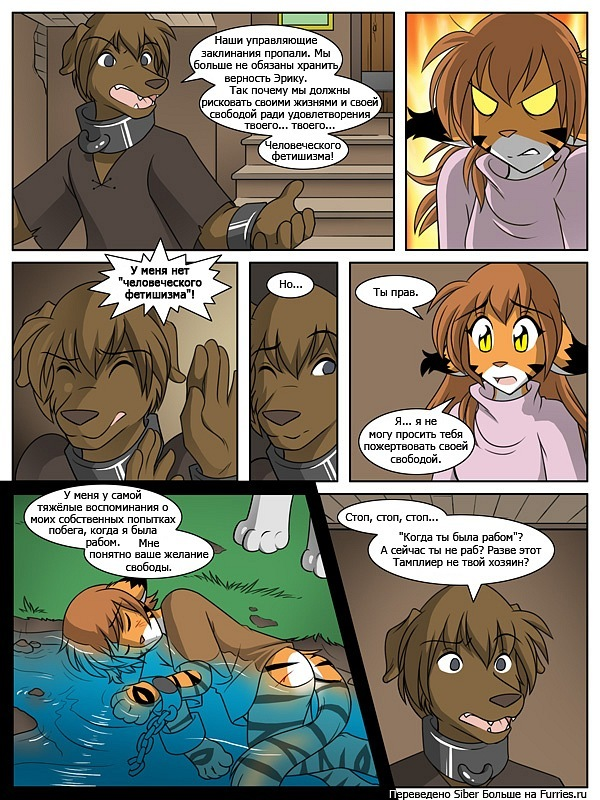 Наши управляющие
заклинания пропали. Мы
больше не обязаны хранить
верность Эрику.
Так почему мы должны
рисковать своими жизнями и своей
свободой ради удовлетворения
твоего... твоего...
Человеческого
фетишизма!
У меня нет
"человеческого
фетишизма"!
Но...
Ты прав.
Я... я не
могу просить тебя
пожертвовать своей
свободой.
У меня у самой
тяжёлые воспоминания о
моих собственных попытках
побега, когда я была
рабом. Мне
понятно ваше желание
свободы.
Стоп, стоп, стоп...
"Когда ты была рабом"?
А сейчас ты не раб? Разве этот
Тамплиер не твой хозяин?
Переведено Siber Больше на Furries.ru